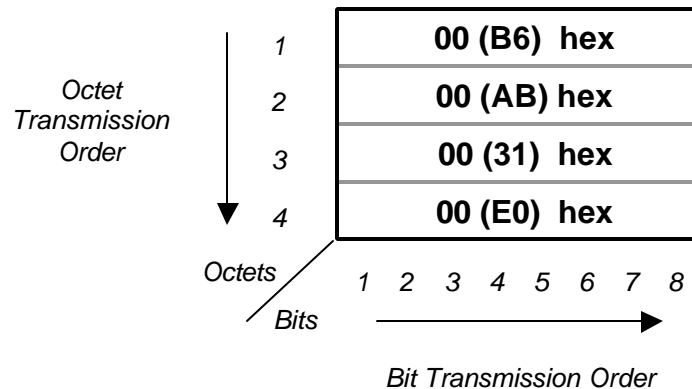 1 00 (B6) hex
Octet
Transmission
Order
2 00 (AB) hex
3 00 (31) hex
4 00 (E0) hex
Octets
Bits
1 2 3 4 5 6 7 8
Bit Transmission Order